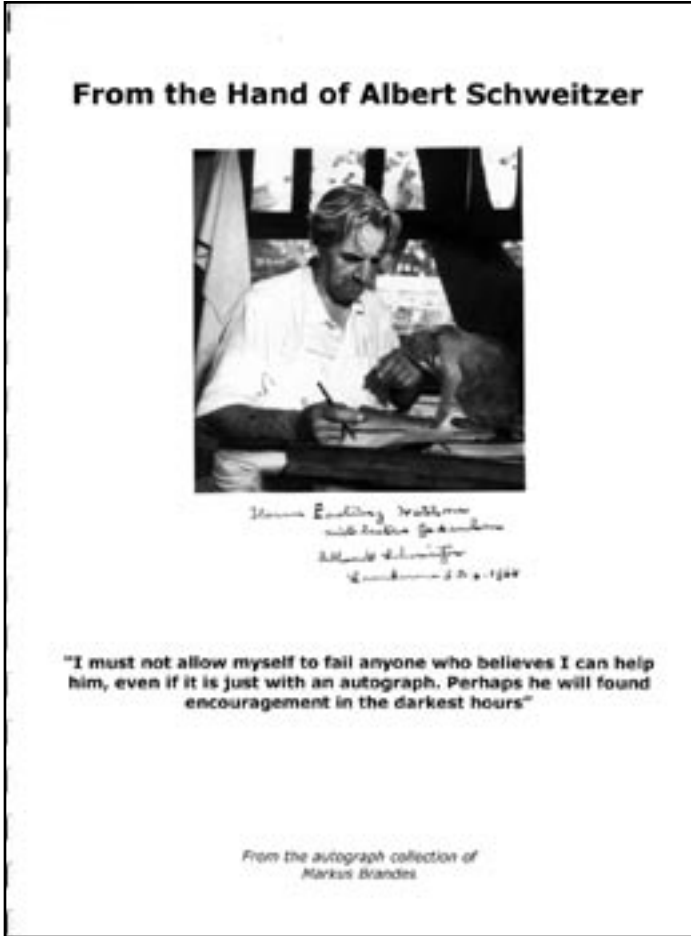 From the Hand of Albert Schweitzer
Albert Schweitzer
"I must not allow myself to fail anyone who believes I can help
him, even if it is just with an autograph. Perhaps he will found
encouragement in the darkest hours"
From the autograph collection of
Markus Brandes